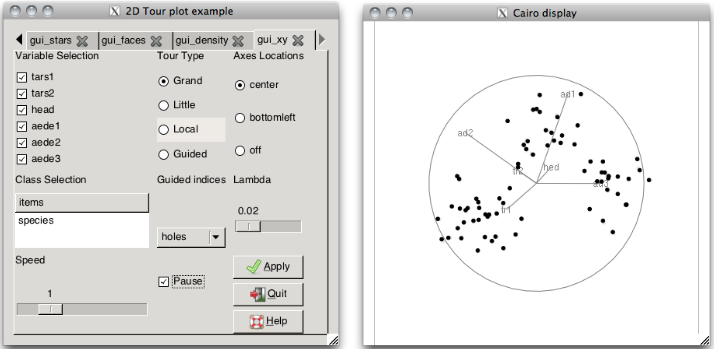 2D Tour plot example
gui_stars gui_faces gui_density gui_xy
Variable Selection Tour Type Axes Locations
tars1 Grand center
tars2
head Little bottomleft
aede1
aede2 Local off
aede3 Guided
Class Selection Guided indices Lambda
items 0.02
species
holes
Speed
1 Pause Apply
Quit
Help
Cairo display
ad1
ad2
hed
tr2
ad3
tr1